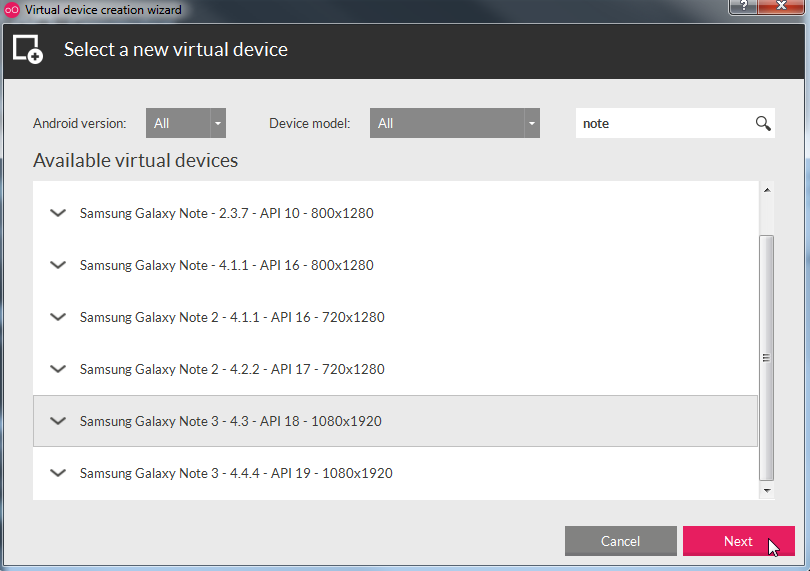 Virtual device creation wizard
?
Select a new virtual device
Android version: All Device model: All note
Available virtual devices
Samsung Galaxy Note - 2.3.7 - API 10 - 800x1280
Samsung Galaxy Note - 4.1.1 - API 16 - 800x1280
Samsung Galaxy Note 2 - 4.1.1 - API 16 - 720x1280
Samsung Galaxy Note 2 - 4.2.2 - API 17 - 720x1280
Samsung Galaxy Note 3 - 4.3 - API 18 - 1080x1920
Samsung Galaxy Note 3 - 4.4.4 - API 19 - 1080x1920
Cancel Next